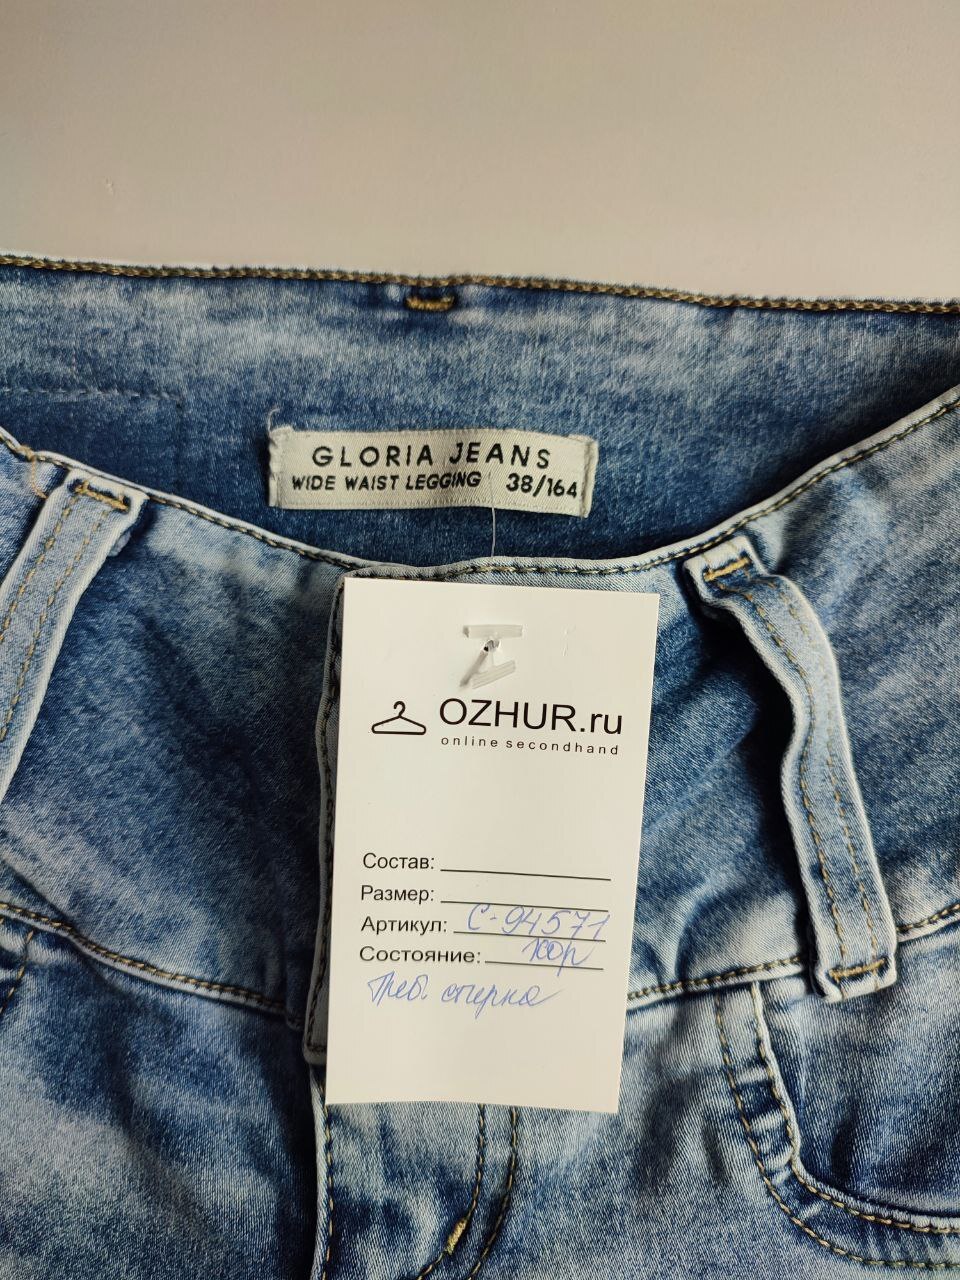 GLORIA JEANS
WIDE WAIST LEGGING 38/164
OZHUR.ru
online secondhand
Состав:
Размер:
Артикул: С-94571
Состояние: 100р
Треб. стирка